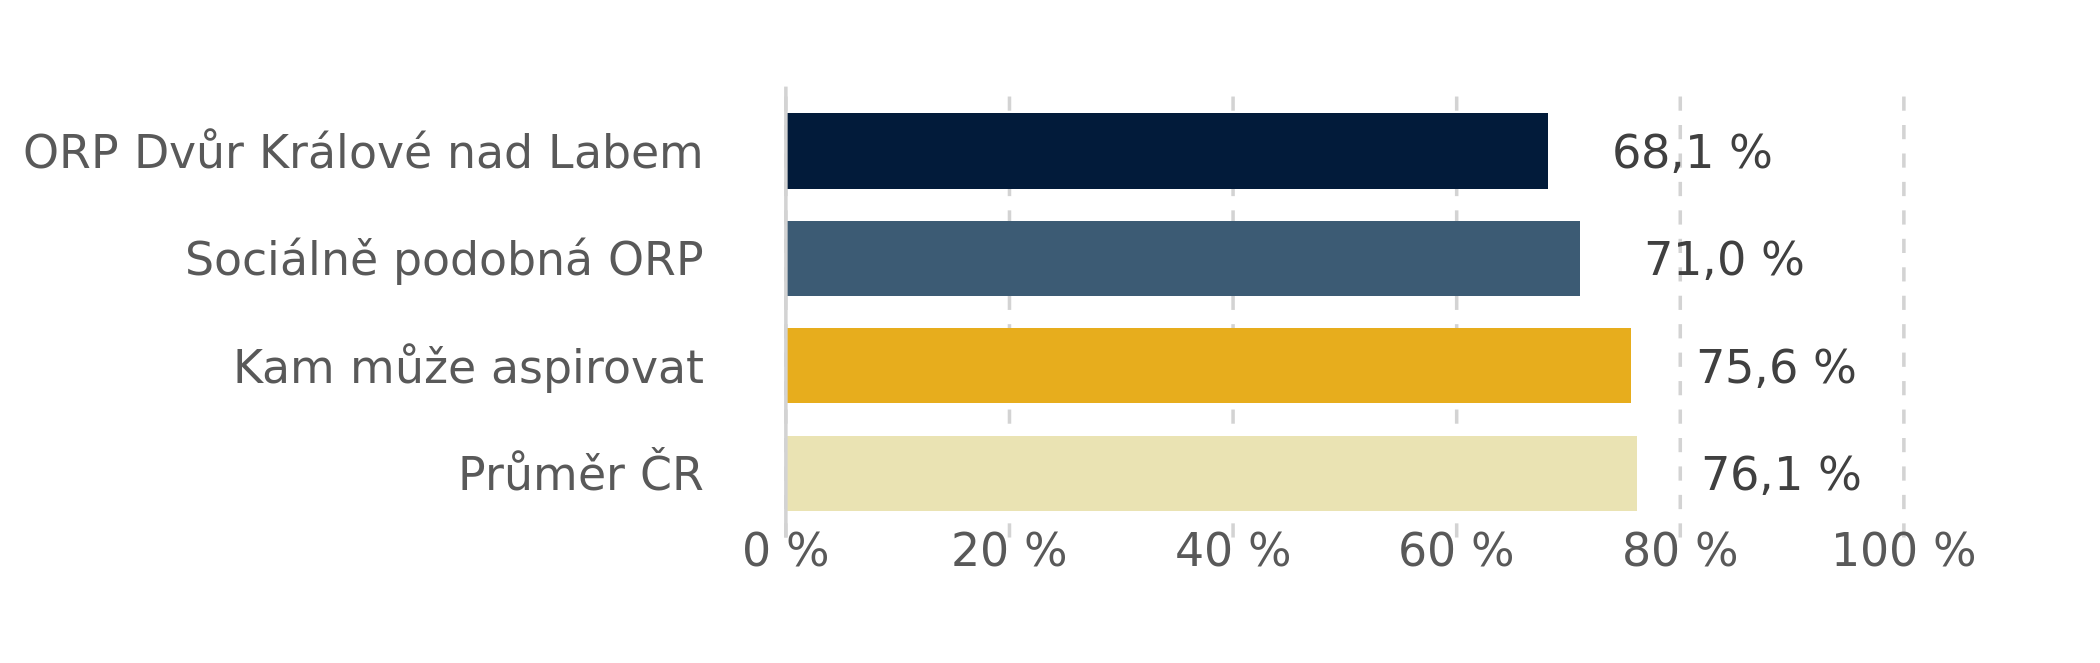 ORP Dvůr Králové nad Labem 68,1 %
Sociálně podobná ORP 71,0 %
Kam může aspirovat 75,6 %
Průměr ČR 76,1 %
0 % 20 % 40 % 60 % 80 % 100 %